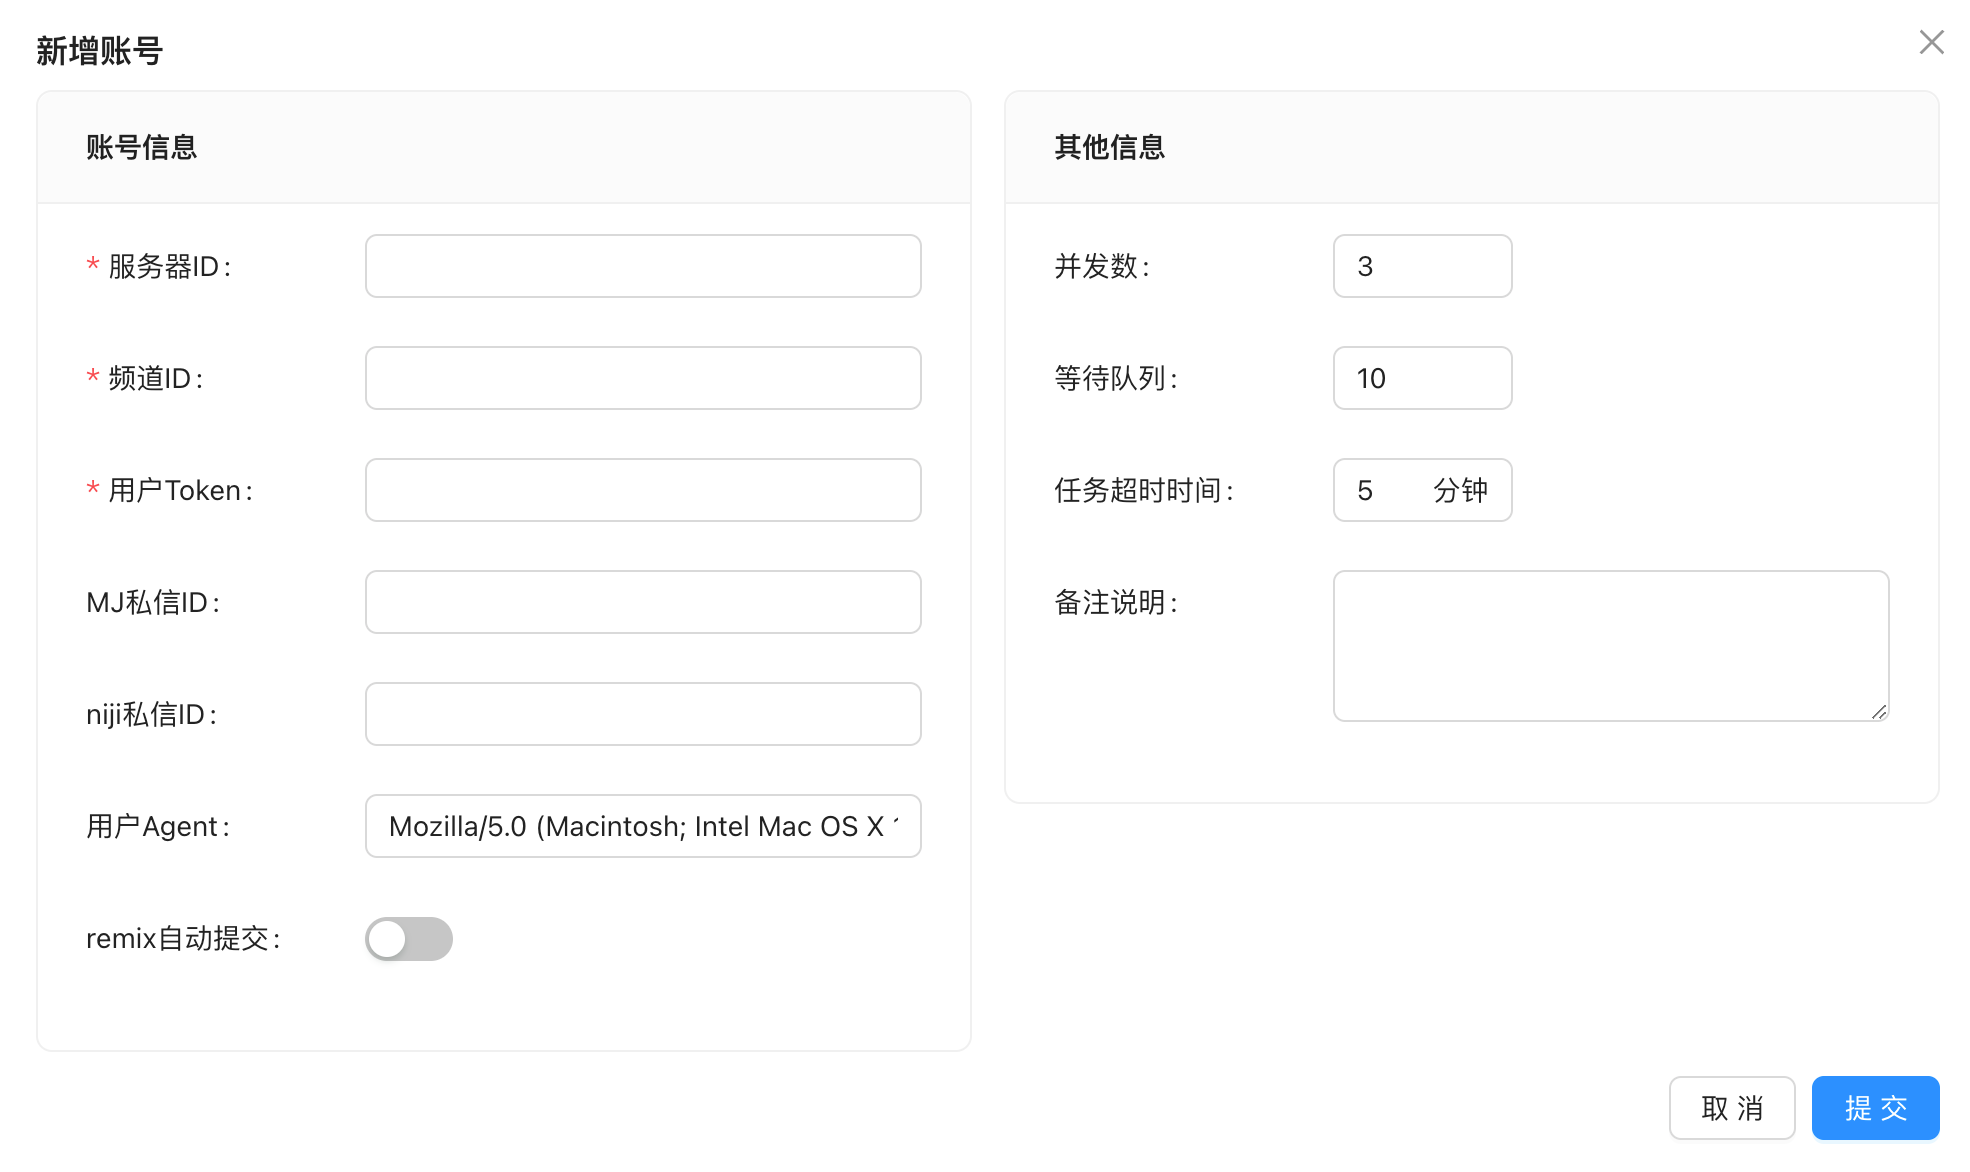 新增账号
账号信息
* 服务器ID:
* 频道ID:
* 用户Token:
MJ私信ID:
niji私信ID:
用户Agent:
Mozilla/5.0 (Macintosh; Intel Mac OS X
remix自动提交:
其他信息
并发数:
3
等待队列:
10
任务超时时间:
5 分钟
备注说明:
取 消
提 交